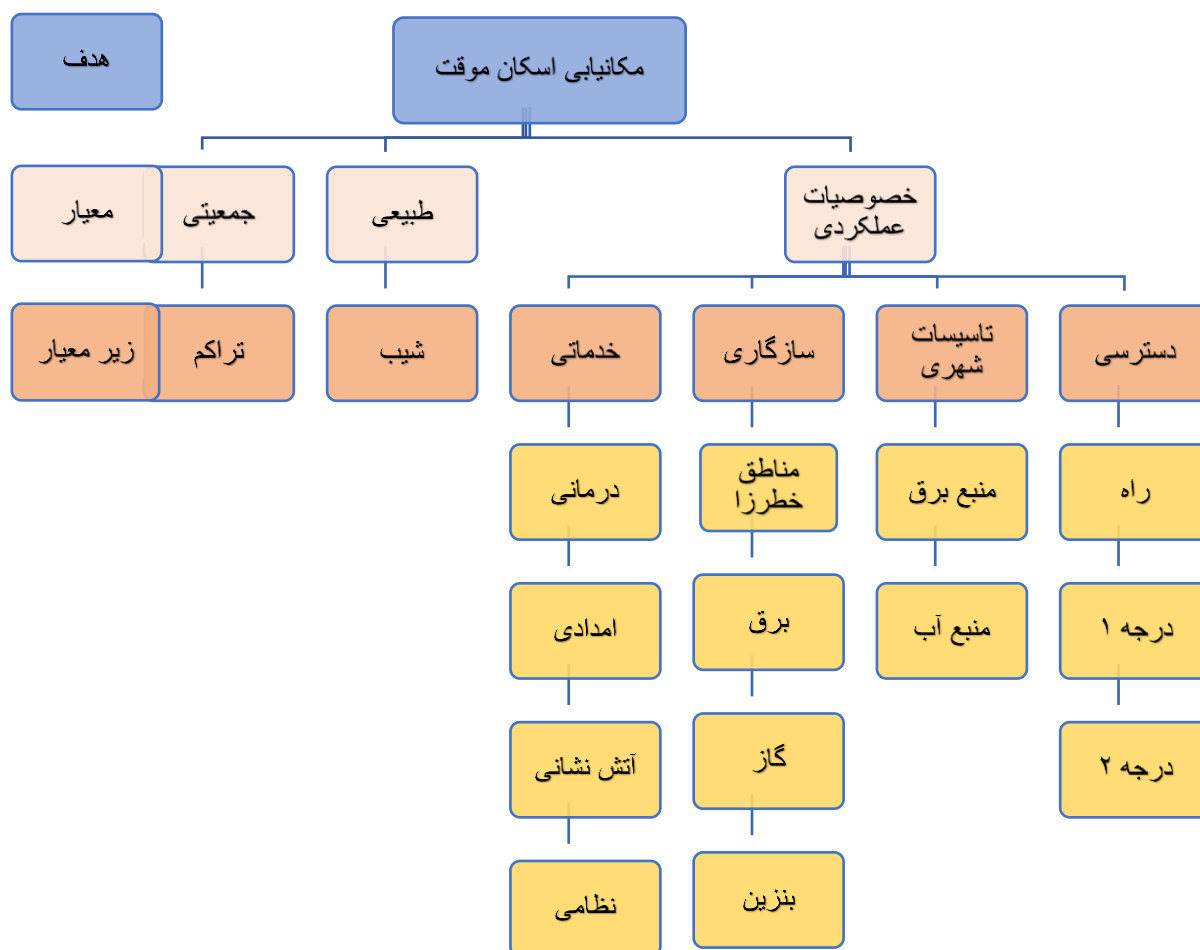 مکانیابی اسکان موقت
هدف
خصوصیات
عملکردی
طبیعی
جمعیتی
معیار
دسترسی
تاسیسات
شهری
سازگاری
خدماتی
شیب
تراکم
زیر معیار
راه
منبع برق
مناطق
خطرزا
درمانی
درجه ۱
منبع آب
برق
امدادی
درجه ۲
گاز
آتش نشانی
بنزین
نظامی